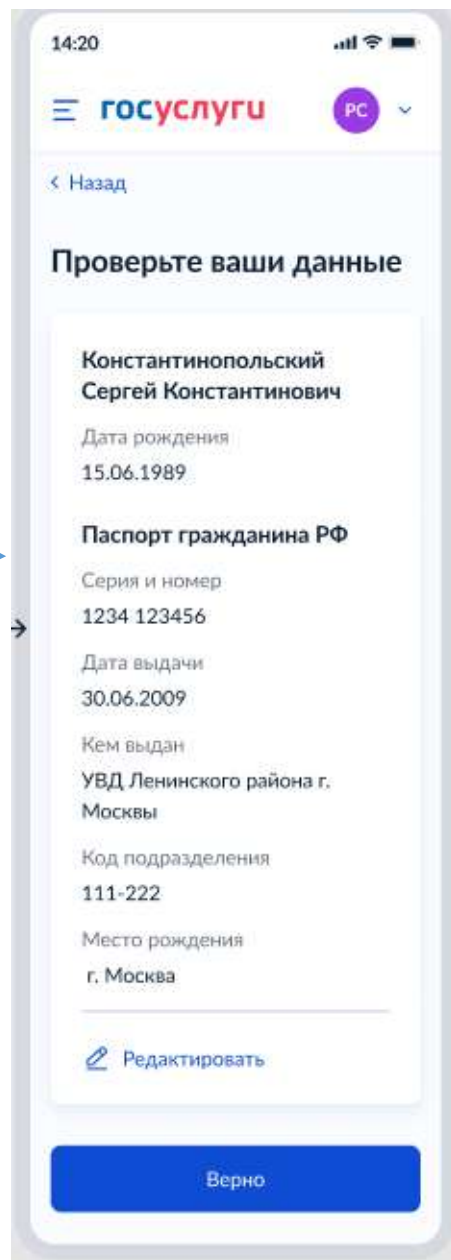 14:20
госуслуги
РС
Назад
Проверьте ваши данные
Константинопольский
Сергей Константинович
Дата рождения
15.06.1989
Паспорт гражданина РФ
Серия и номер
1234 123456
Дата выдачи
30.06.2009
Кем выдан
УВД Ленинского района г.
Москвы
Код подразделения
111-222
Место рождения
г. Москва
Редактировать
Верно